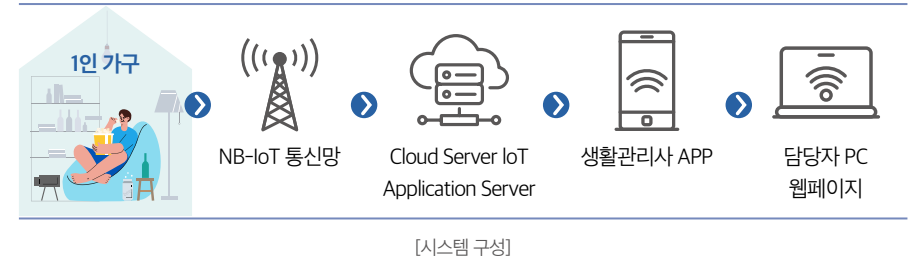 1인 가구
NB-IoT 통신망
Cloud Server IoT
Application Server
생활관리사 APP
담당자 PC
웹페이지
[시스템 구성]